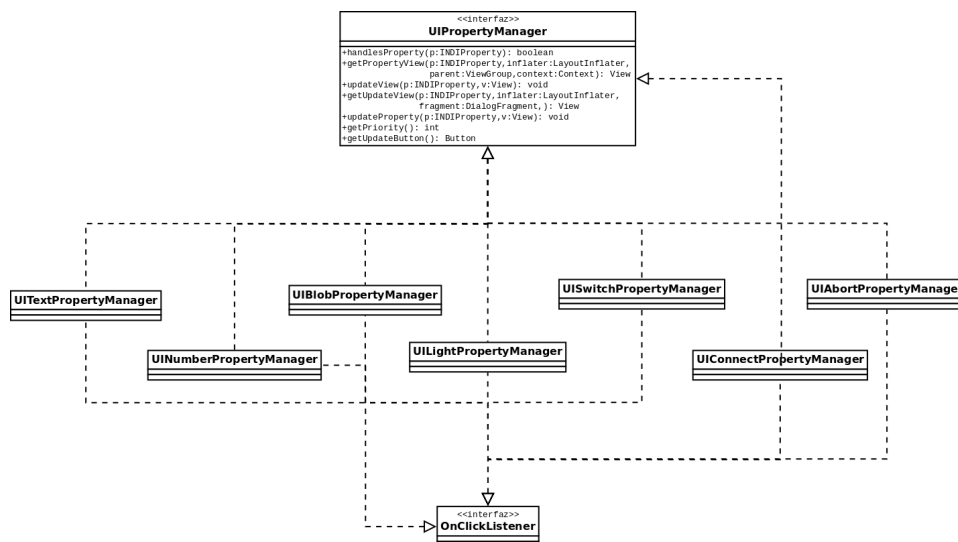 <<interfaz>>
UIPropertyManager
+handlesProperty(p:INDIProperty): boolean
+getPropertyView(p:INDIProperty,inflater:LayoutInflater,
parent:ViewGroup,context:Context): View
+updateView(p:INDIProperty,v:View): void
+getUpdateView(p:INDIProperty,inflater:LayoutInflater,
fragment:DialogFragment,): View
+updateProperty(p:INDIProperty,v:View): void
+getPriority(): int
+getUpdateButton(): Button
UITextPropertyManager
UIBlobPropertyManager
UISwitchPropertyManager
UIAbortPropertyManager
UINumberPropertyManager
UILightPropertyManager
UIConnectPropertyManager
<<interfaz>>
OnClickListener